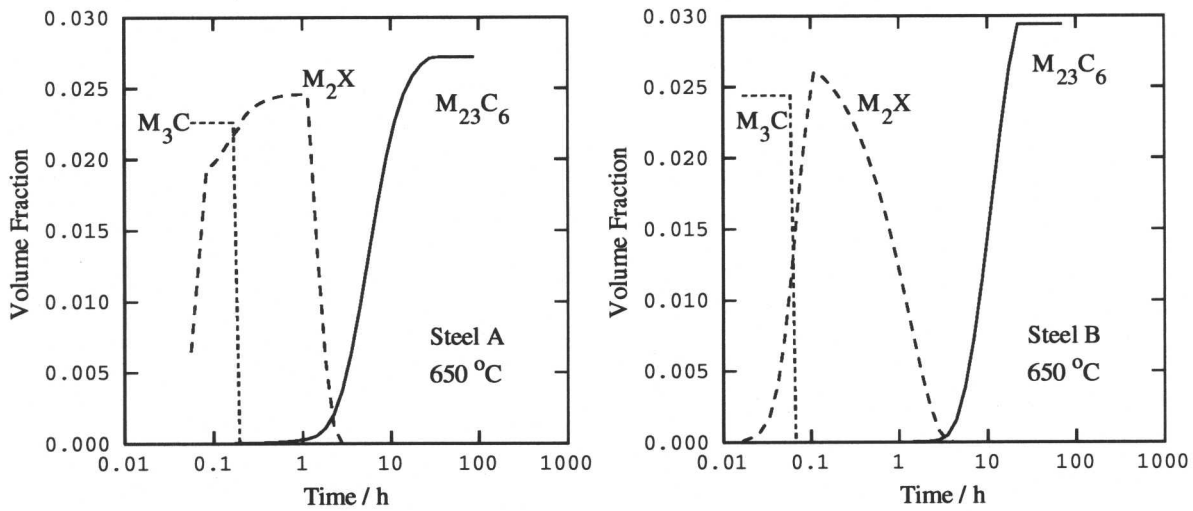 0.030
0.025
0.020
0.015
0.010
0.005
0.000
Volume Fraction
M₂X
M₃C
M₂₃C₆
Steel A
650 °C
0.01 0.1 1 10 100 1000
Time / h
0.030
0.025
0.020
0.015
0.010
0.005
0.000
Volume Fraction
M₂₃C₆
M₃C
M₂X
Steel B
650 °C
0.01 0.1 1 10 100 1000
Time / h